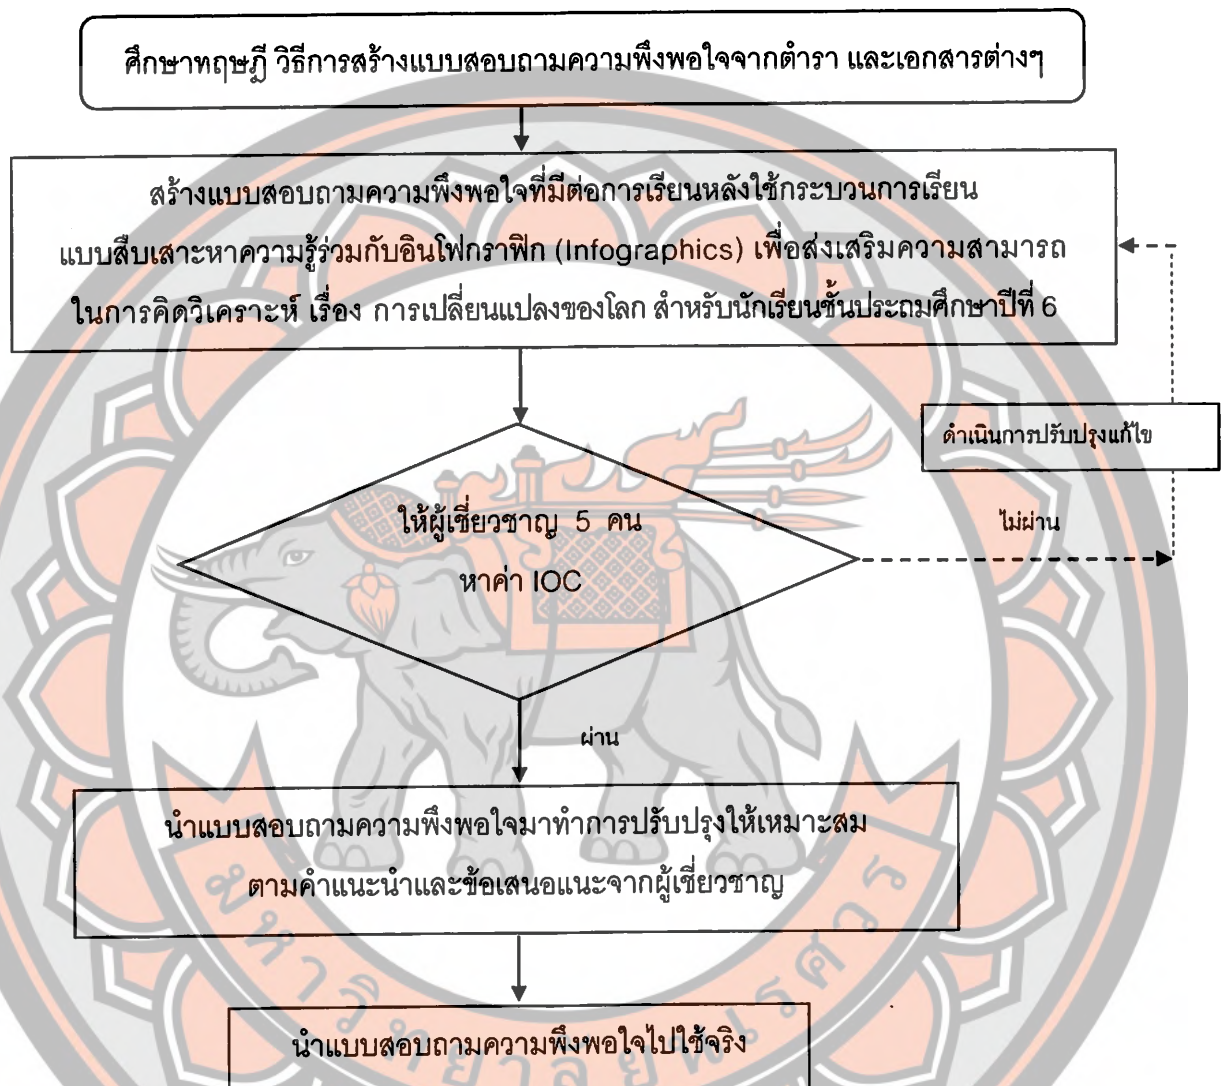 ศึกษาทฤษฎี วิธีการสร้างแบบสอบถามความพึงพอใจจากตำรา และเอกสารต่างๆ
สร้างแบบสอบถามความพึงพอใจที่มีต่อการเรียนหลังใช้กระบวนการเรียน
แบบสืบเสาะหาความรู้ร่วมกับอินโฟกราฟิก (Infographics) เพื่อส่งเสริมความสามารถ
ในการคิดวิเคราะห์ เรื่อง การเปลี่ยนแปลงของโลก สำหรับนักเรียนชั้นประถมศึกษาปีที่ 6
ดำเนินการปรับปรุงแก้ไข
ให้ผู้เชี่ยวชาญ 5 คน
หาค่า IOC
ไม่ผ่าน
ผ่าน
นำแบบสอบถามความพึงพอใจมาทำการปรับปรุงให้เหมาะสม
ตามคำแนะนำและข้อเสนอแนะจากผู้เชี่ยวชาญ
นำแบบสอบถามความพึงพอใจไปใช้จริง
มหาวิทยาลัยนเรศวร